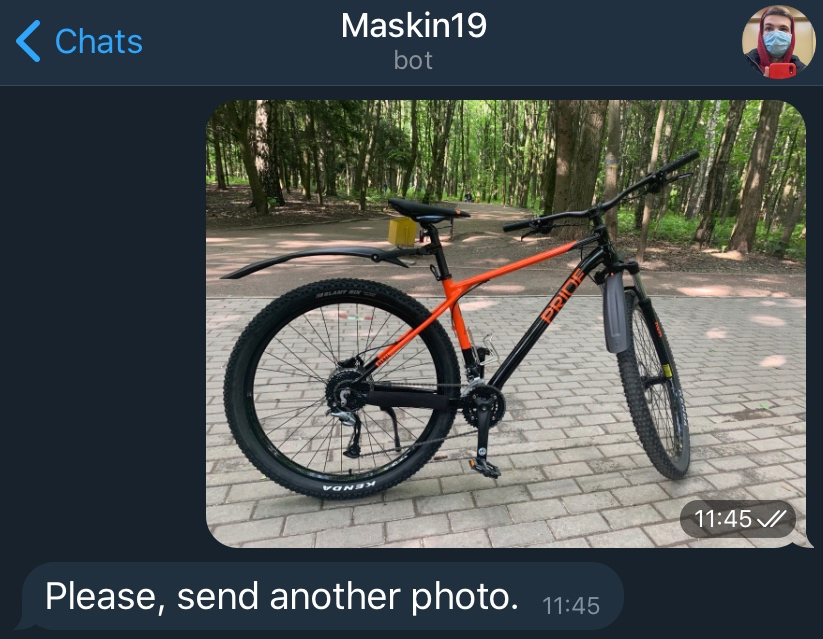 Chats
Maskin19
bot
PRIDE
KENDA
11:45
Please, send another photo. 11:45